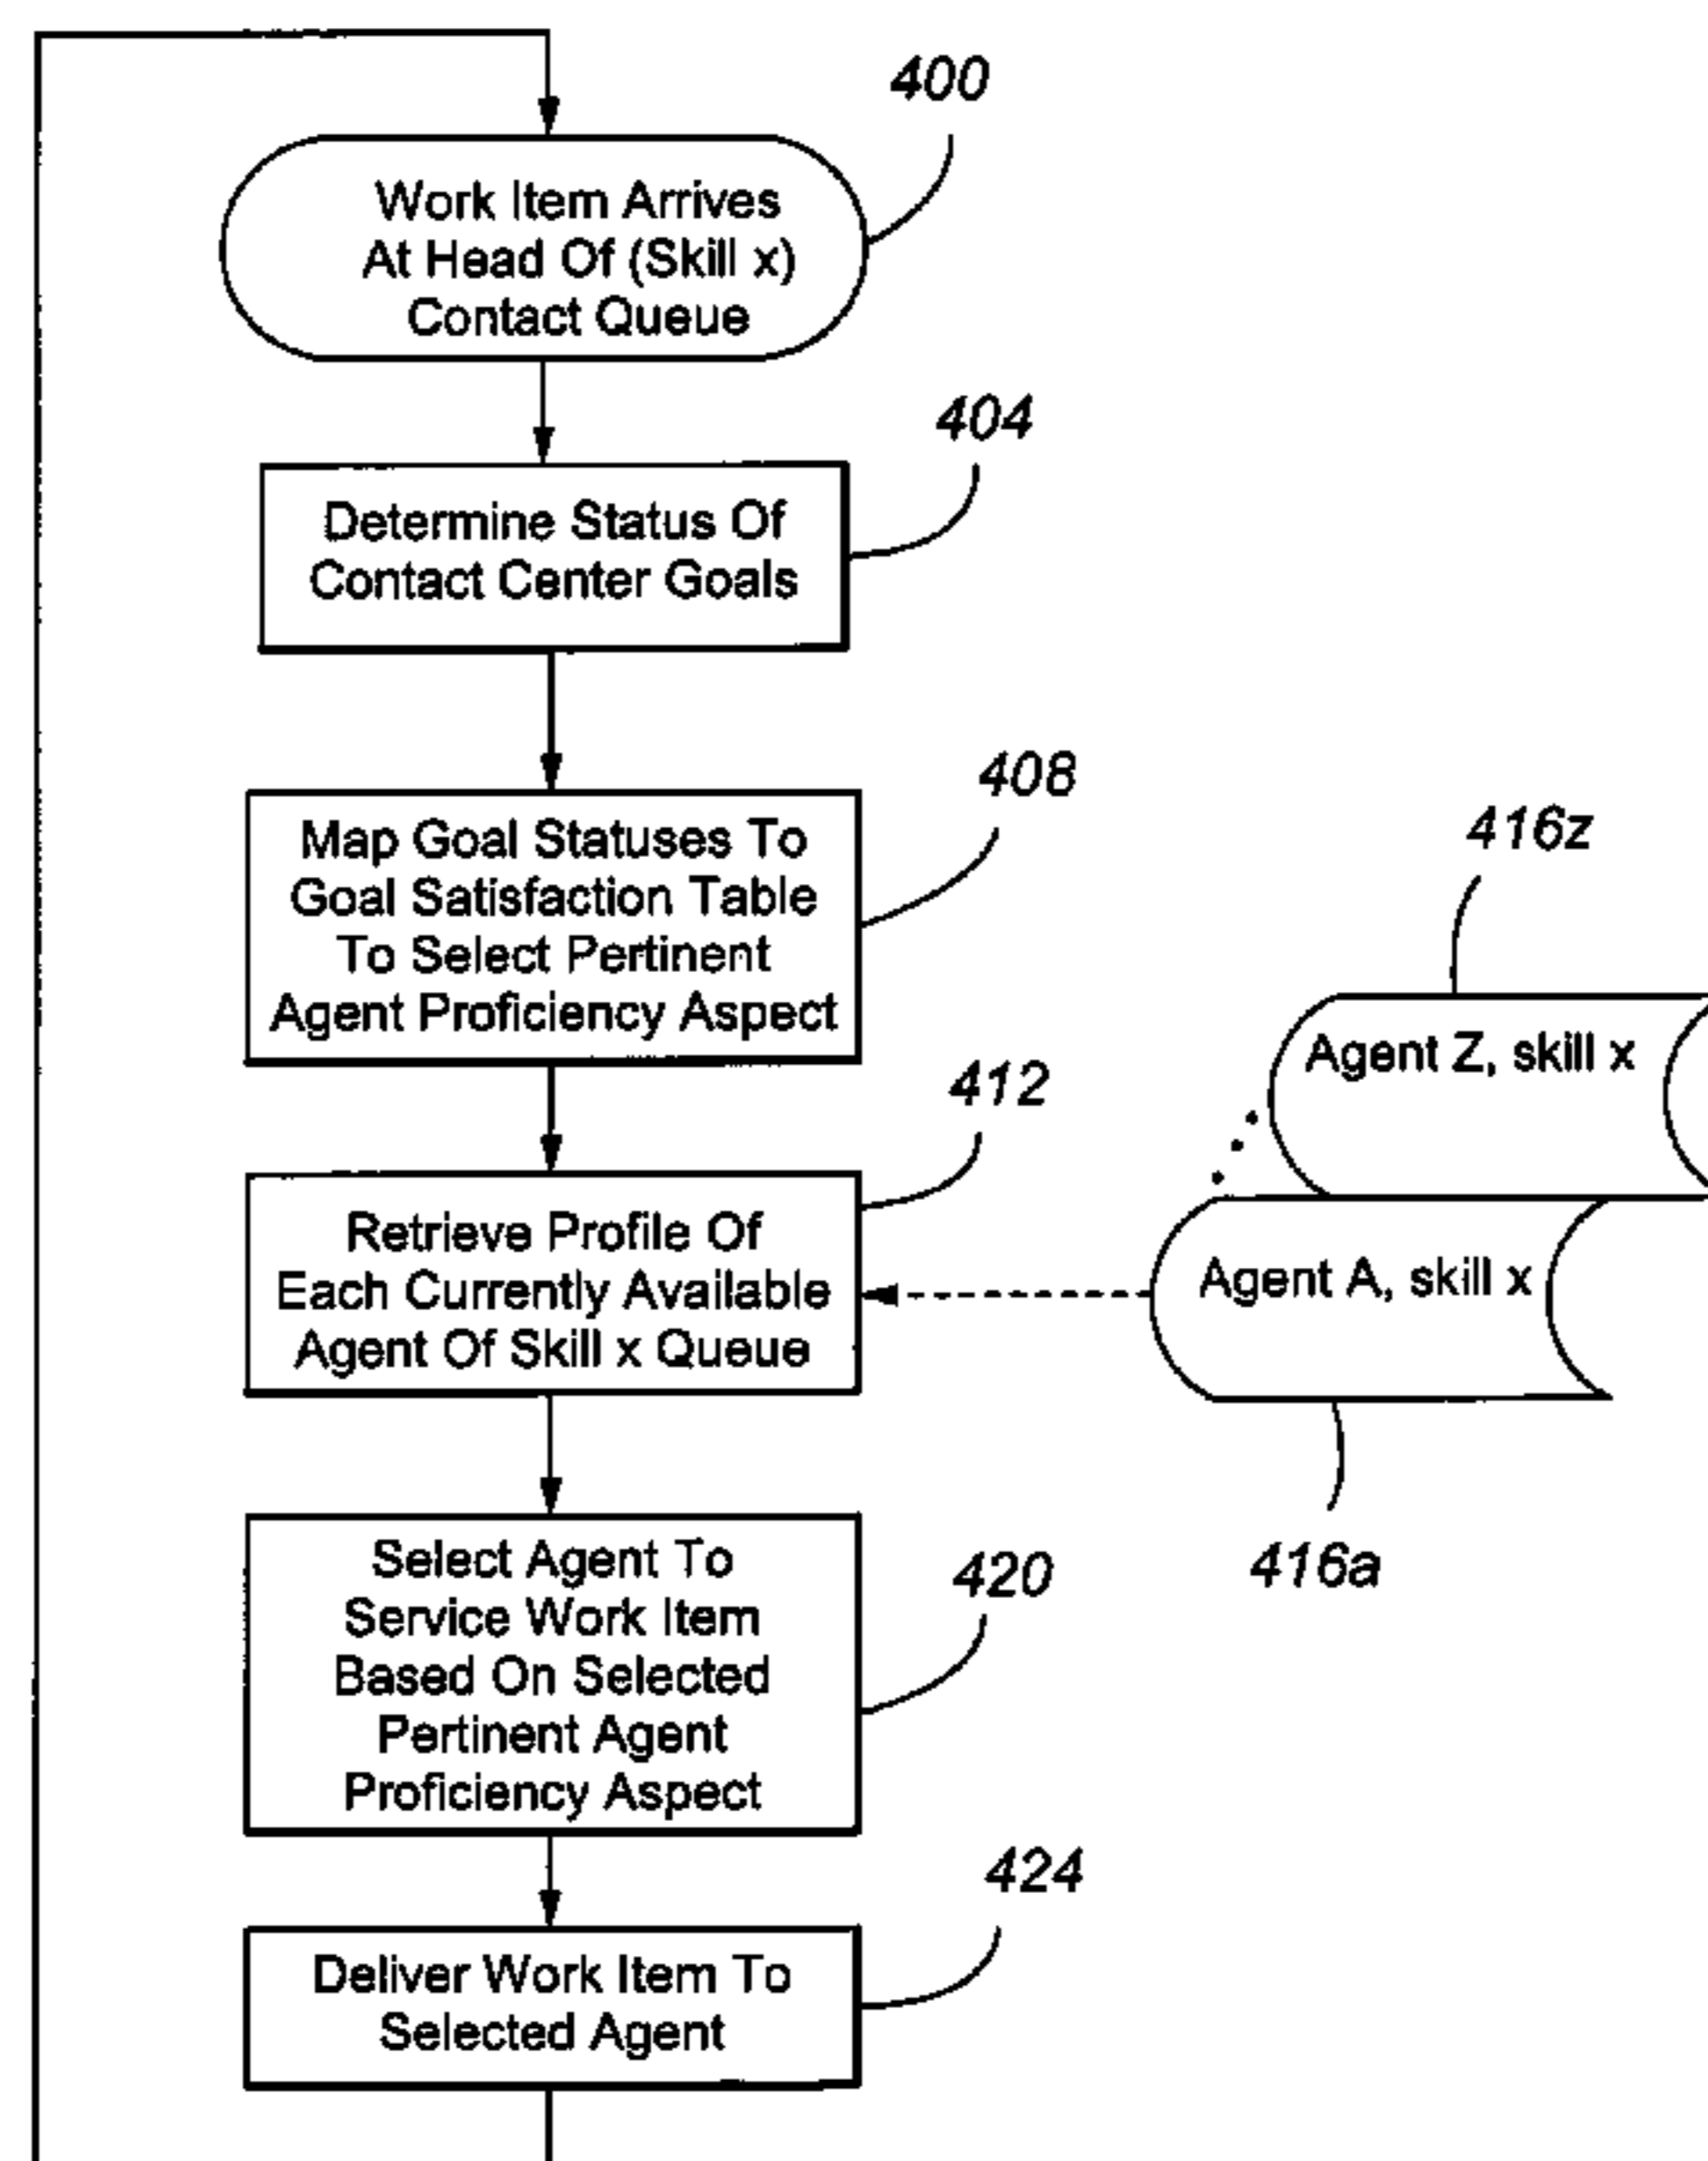 400
Work Item Arrives
At Head Of (Skill x)
Contact Queue
404
Determine Status Of
Contact Center Goals
408
Map Goal Statuses To
Goal Satisfaction Table
To Select Pertinent
Agent Proficiency Aspect
416z
Agent Z, skill x
412
Retrieve Profile Of
Each Currently Available
Agent Of Skill x Queue
Agent A, skill x
416a
420
Select Agent To
Service Work Item
Based On Selected
Pertinent Agent
Proficiency Aspect
424
Deliver Work Item To
Selected Agent